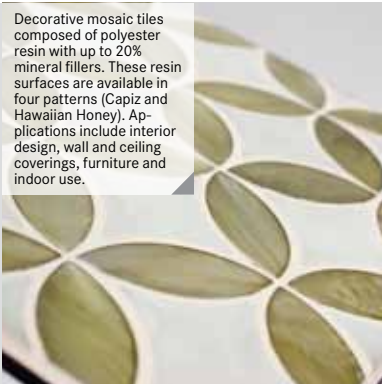 Decorative mosaic tiles
composed of polyester
resin with up to 20%
mineral fillers. These resin
surfaces are available in
four patterns (Capiz and
Hawaiian Honey). Ap-
plications include interior
design, wall and ceiling
coverings, furniture and
indoor use.